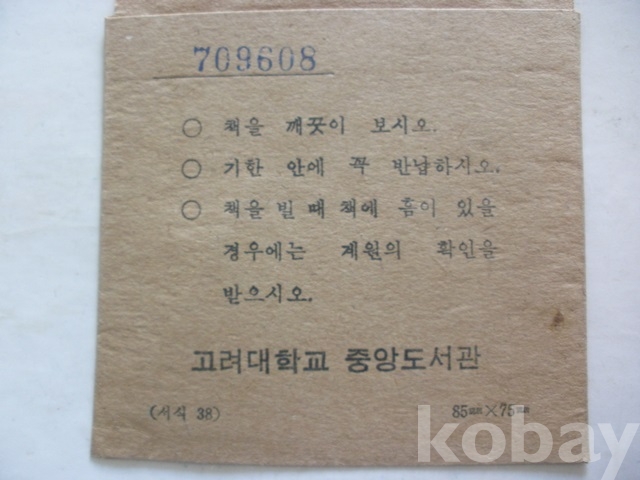 709608
○ 책을 깨끗이 보시오.
○ 기한 안에 꼭 반납하시오.
○ 책을 빌 때 책에 흠이 있을
경우에는 계원의 확인을
받으시오.
고려대학교 중앙도서관
(서식 38) 85㎜×75㎜
kobay